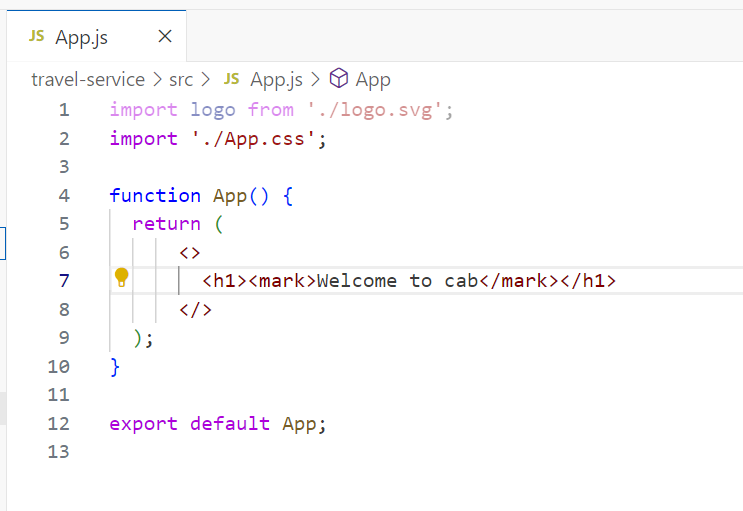 JS App.js ×
travel-service > src > JS App.js > App
1 import logo from './logo.svg';
2 import './App.css';
3
4 function App() {
5 return (
6 <>
7 <h1><mark>Welcome to cab</mark></h1>
8 </>
9 );
10 }
11
12 export default App;
13